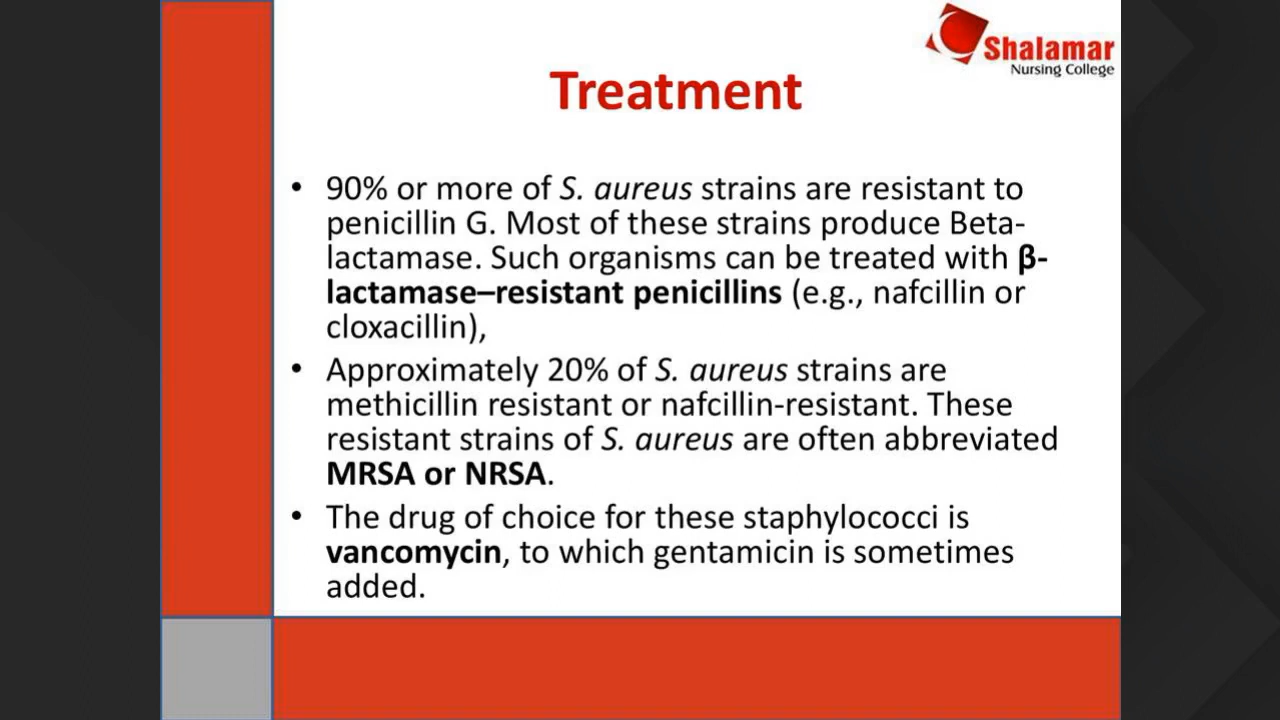 Shalamar
Nursing College
Treatment
• 90% or more of S. aureus strains are resistant to
penicillin G. Most of these strains produce Beta-
lactamase. Such organisms can be treated with β-
lactamase–resistant penicillins (e.g., nafcillin or
cloxacillin),
• Approximately 20% of S. aureus strains are
methicillin resistant or nafcillin-resistant. These
resistant strains of S. aureus are often abbreviated
MRSA or NRSA.
• The drug of choice for these staphylococci is
vancomycin, to which gentamicin is sometimes
added.